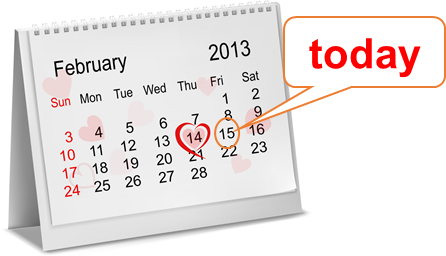 today
February 2013
Sun Mon Tue Wed Thu Fri Sat
1 2
3 4 5 6 7 8 9
10 11 12 13 14 15 16
17 18 19 20 21 22 23
24 25 26 27 28